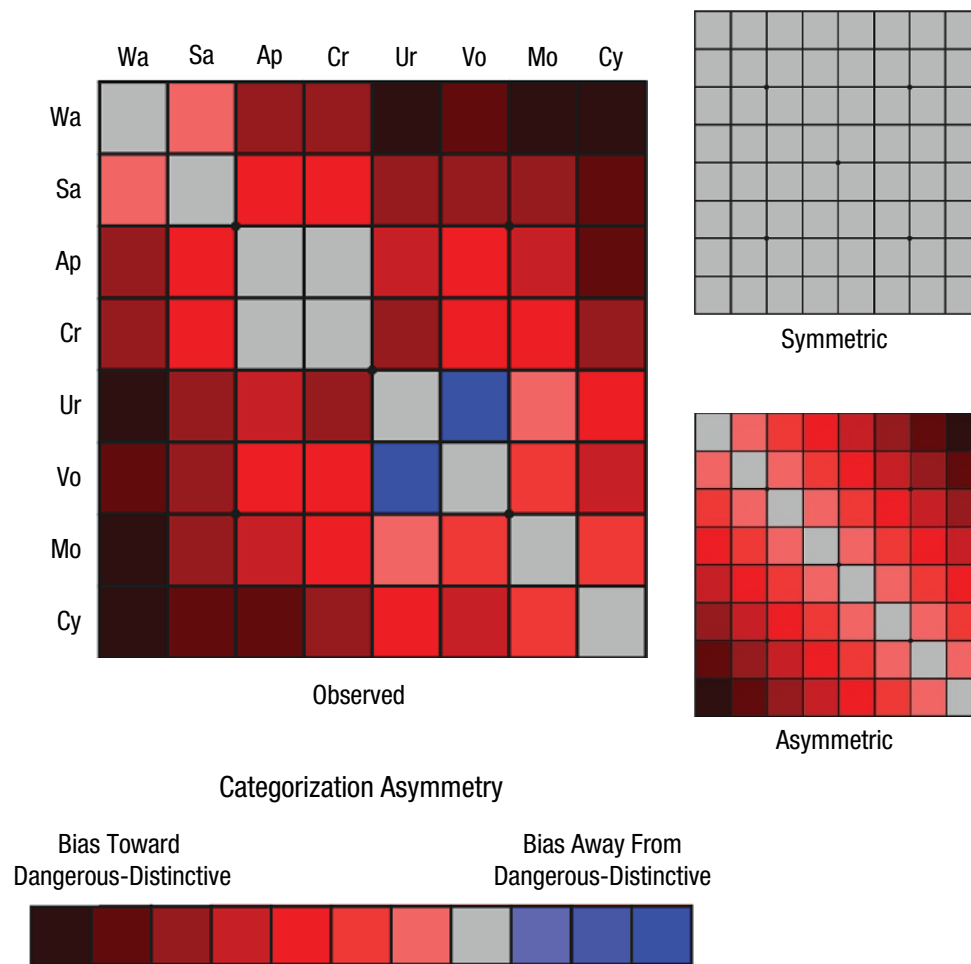 Wa Sa Ap Cr Ur Vo Mo Cy
Wa
Sa
Ap
Cr
Ur
Vo
Mo
Cy
Observed
Symmetric
Asymmetric
Categorization Asymmetry
Bias Toward
Dangerous-Distinctive
Bias Away From
Dangerous-Distinctive